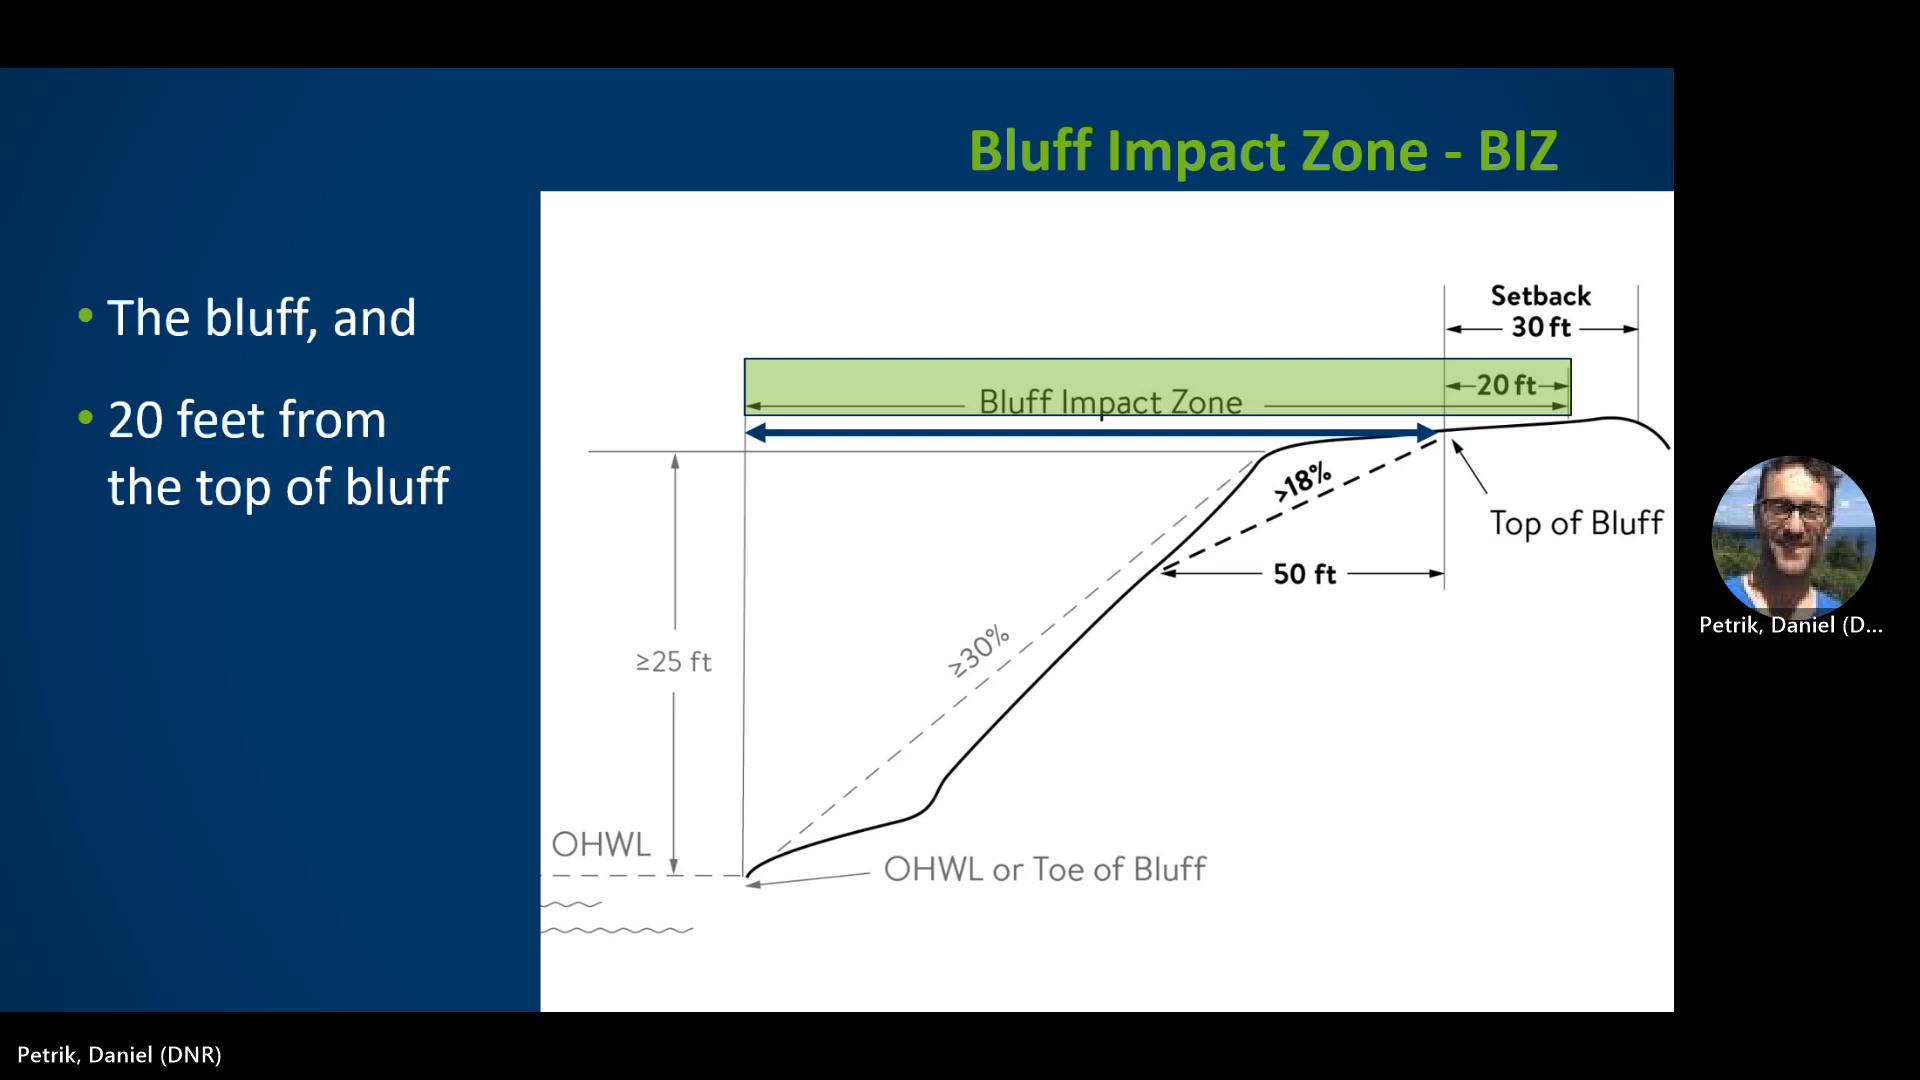 Bluff Impact Zone - BIZ
• The bluff, and
• 20 feet from
the top of bluff
Setback
30 ft
20 ft
Bluff Impact Zone
>18%
Top of Bluff
50 ft
≥30%
≥25 ft
OHWL
OHWL or Toe of Bluff
Petrik, Daniel (D...
Petrik, Daniel (DNR)